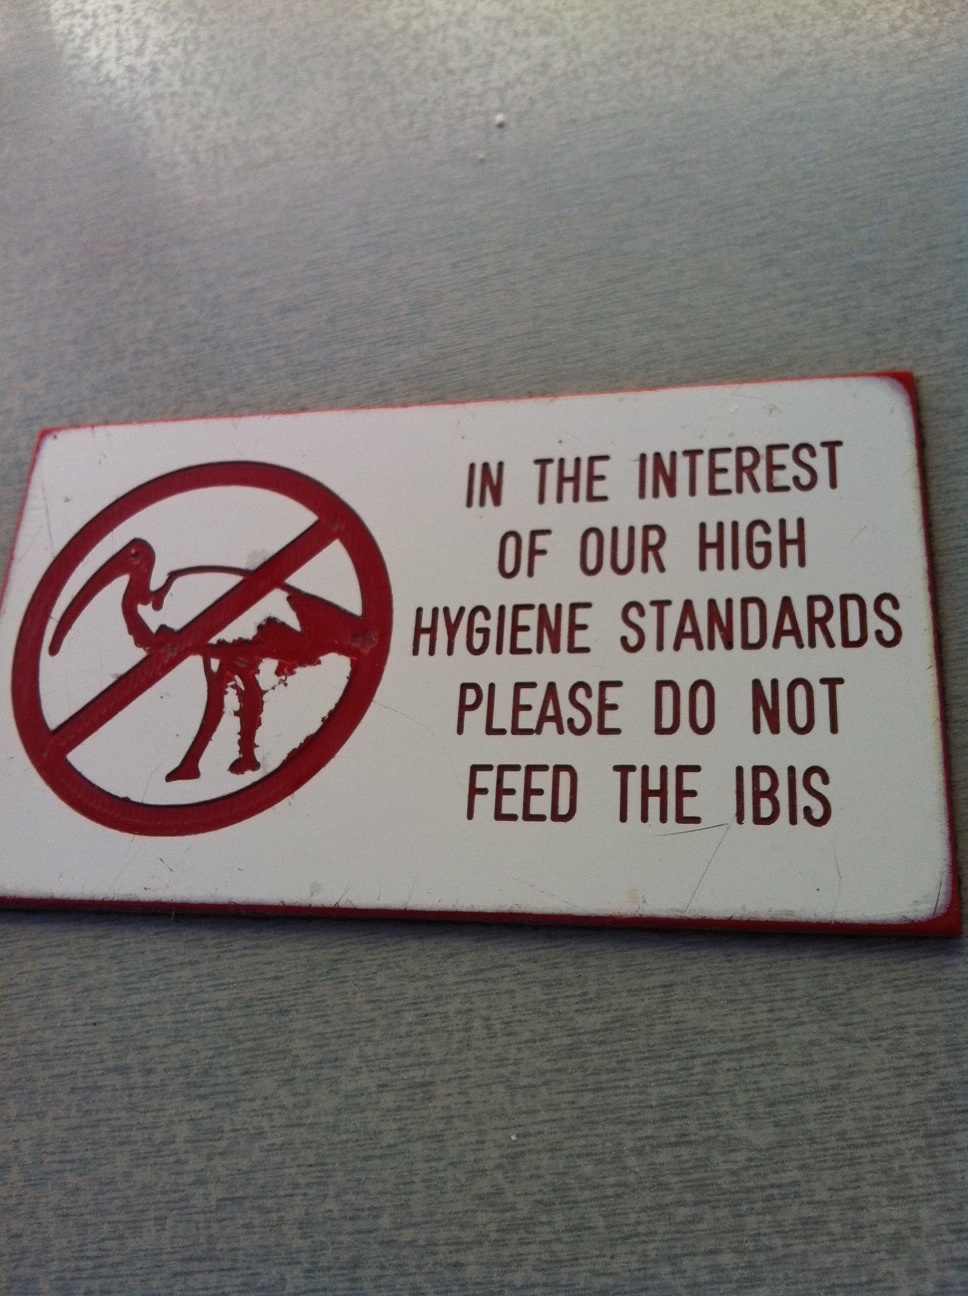 IN THE INTEREST
OF OUR HIGH
HYGIENE STANDARDS
PLEASE DO NOT
FEED THE IBIS